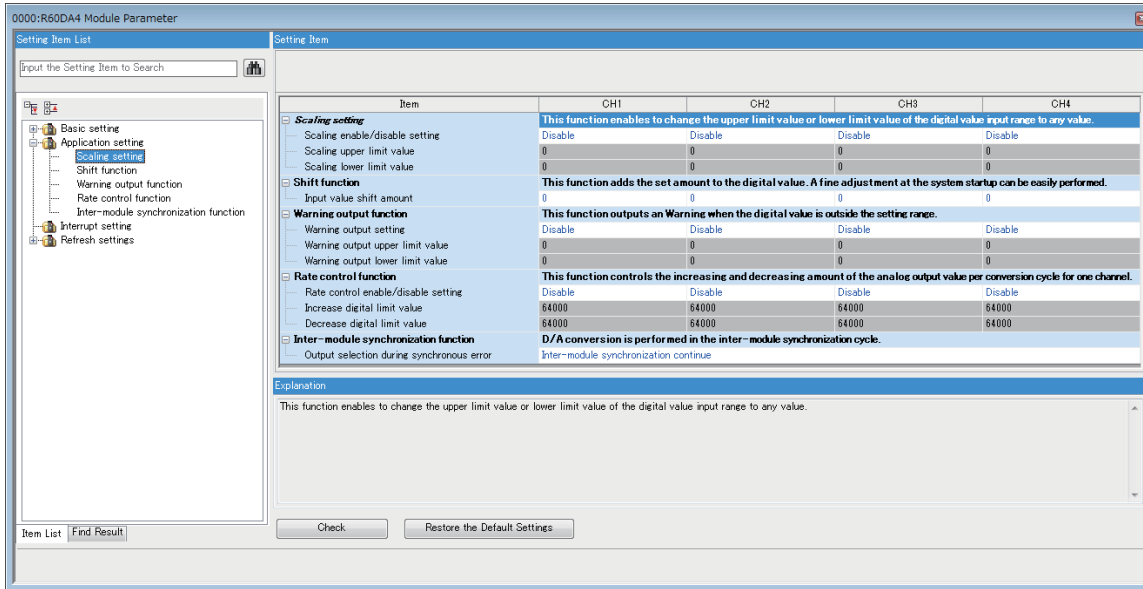 0000:R60DA4 Module Parameter
Setting Item List
Input the Setting Item to Search
Basic setting
Application setting
Scaling setting
Shift function
Warning output function
Rate control function
Inter-module synchronization function
Interrupt setting
Refresh settings
Item List Find Result
Setting Item
Item CH1 CH2 CH3 CH4
Scaling setting This function enables to change the upper limit value or lower limit value of the digital value input range to any value.
Scaling enable/disable setting Disable Disable Disable Disable
Scaling upper limit value 0 0 0 0
Scaling lower limit value 0 0 0 0
Shift function This function adds the set amount to the digital value. A fine adjustment at the system startup can be easily performed.
Input value shift amount 0 0 0 0
Warning output function This function outputs an Warning when the digital value is outside the setting range.
Warning output setting Disable Disable Disable Disable
Warning output upper limit value 0 0 0 0
Warning output lower limit value 0 0 0 0
Rate control function This function controls the increasing and decreasing amount of the analog output value per conversion cycle for one channel.
Rate control enable/disable setting Disable Disable Disable Disable
Increase digital limit value 64000 64000 64000 64000
Decrease digital limit value 64000 64000 64000 64000
Inter-module synchronization function D/A conversion is performed in the inter-module synchronization cycle.
Output selection during synchronous error Inter-module synchronization continue
Explanation
This function enables to change the upper limit value or lower limit value of the digital value input range to any value.
Check Restore the Default Settings